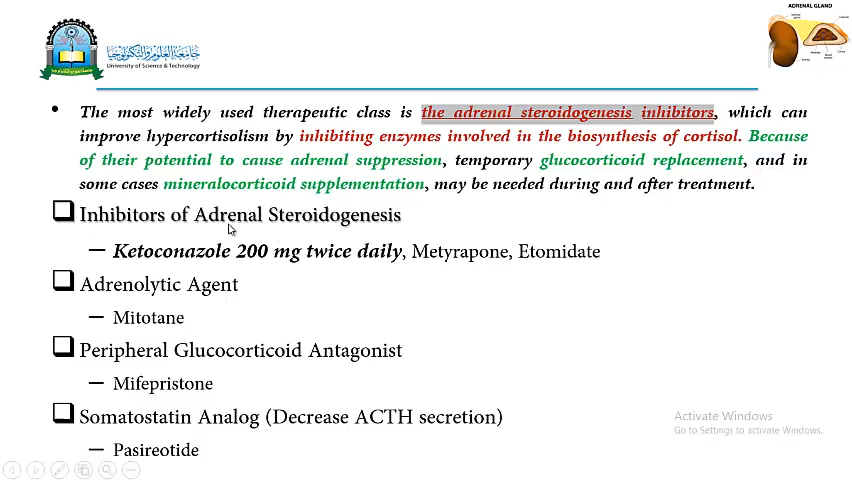 ADRENAL GLAND
جامعة العلوم والتكنولوجيا
University of Science & Technology
• The most widely used therapeutic class is the adrenal steroidogenesis inhibitors, which can
improve hypercortisolism by inhibiting enzymes involved in the biosynthesis of cortisol. Because
of their potential to cause adrenal suppression, temporary glucocorticoid replacement, and in
some cases mineralocorticoid supplementation, may be needed during and after treatment.
❑ Inhibitors of Adrenal Steroidogenesis
– Ketoconazole 200 mg twice daily, Metyrapone, Etomidate
❑ Adrenolytic Agent
– Mitotane
❑ Peripheral Glucocorticoid Antagonist
– Mifepristone
❑ Somatostatin Analog (Decrease ACTH secretion)
– Pasireotide
Activate Windows
Go to Settings to activate Windows.